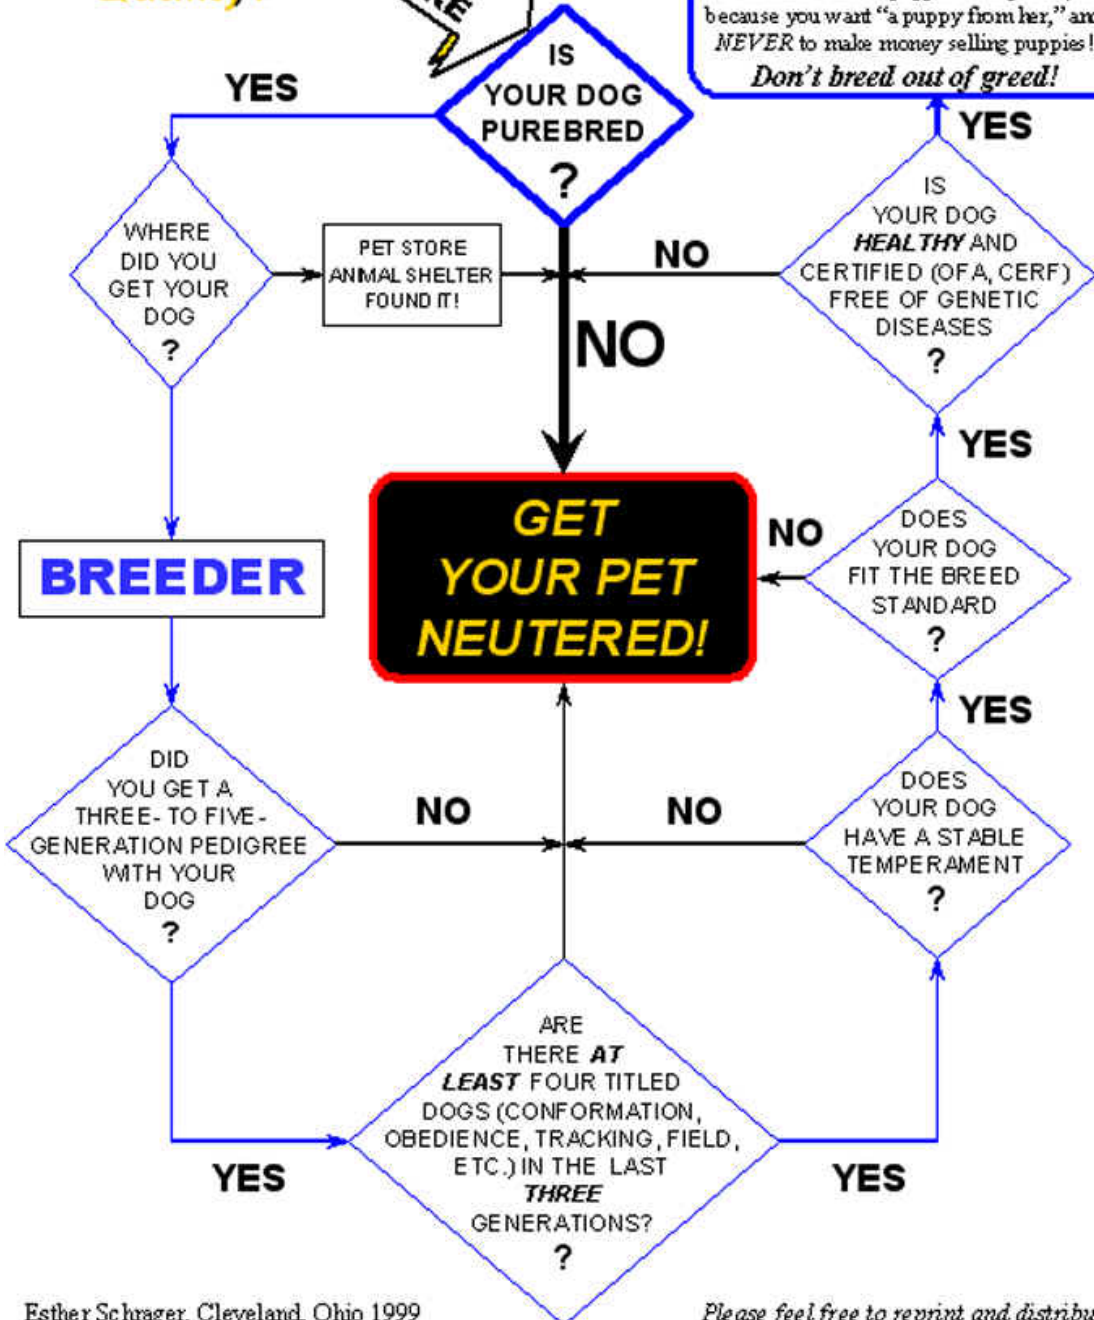 because you want “a puppy from her,” and
NEVER to make money selling puppies!
Don’t breed out of greed!
IS
YOUR DOG
PUREBRED
?
YES
WHERE
DID YOU
GET YOUR
DOG
?
PET STORE
ANIMAL SHELTER
FOUND IT!
NO
NO
YES
IS
YOUR DOG
HEALTHY AND
CERTIFIED (OFA, CERF)
FREE OF GENETIC
DISEASES
?
YES
GET
YOUR PET
NEUTERED!
NO
DOES
YOUR DOG
FIT THE BREED
STANDARD
?
BREEDER
YES
DID
YOU GET A
THREE- TO FIVE-
GENERATION PEDIGREE
WITH YOUR
DOG
?
NO
NO
DOES
YOUR DOG
HAVE A STABLE
TEMPERAMENT
?
ARE
THERE AT
LEAST FOUR TITLED
DOGS (CONFORMATION,
OBEDIENCE, TRACKING, FIELD,
ETC.) IN THE LAST
THREE
GENERATIONS?
?
YES
YES
Esther Schrager, Cleveland, Ohio 1999
Please feel free to reprint and distribu